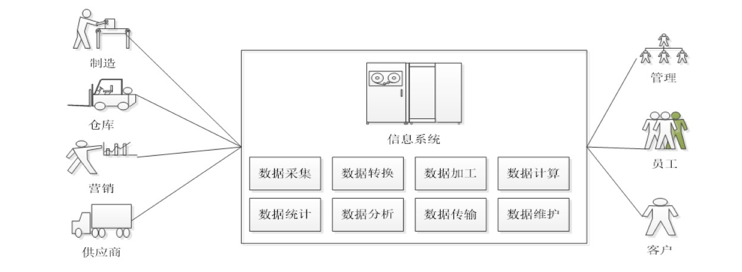 制造
仓库
营销
供应商
信息系统
数据采集 数据转换 数据加工 数据计算
数据统计 数据分析 数据传输 数据维护
管理
员工
客户